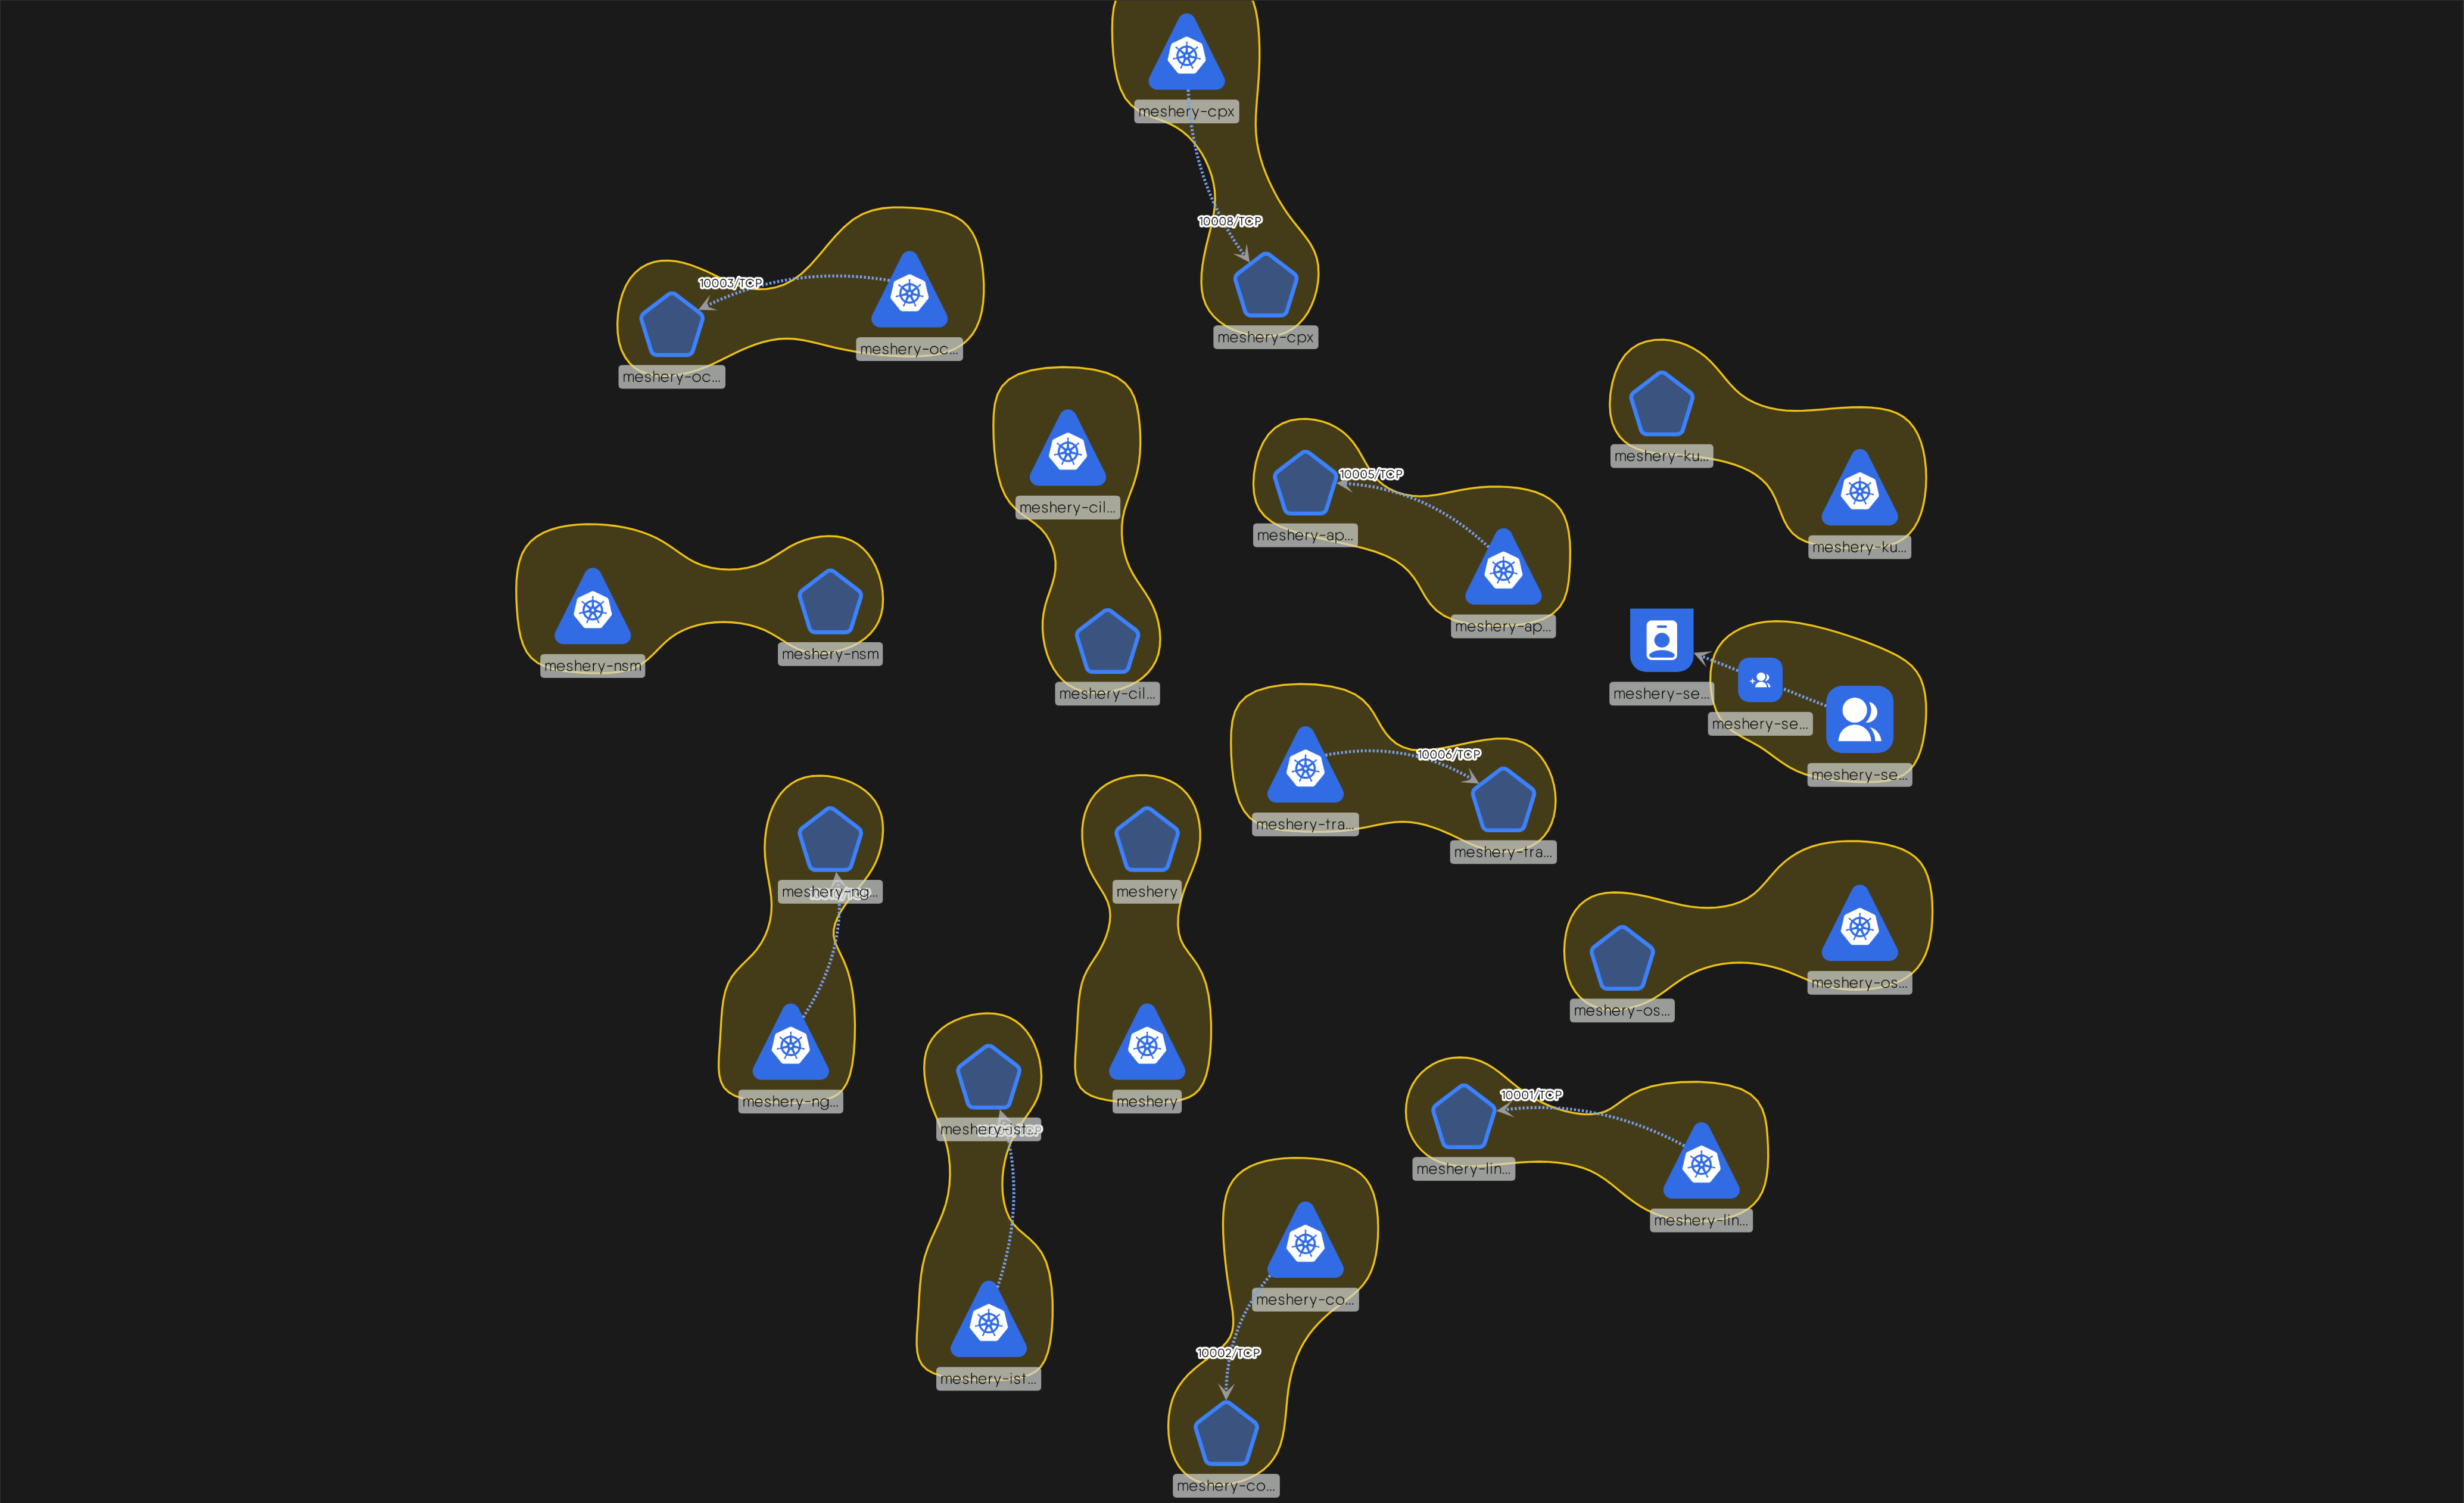 meshery-cpx
10008/TCP
meshery-cpx
10003/TCP
meshery-oc...
meshery-oc...
meshery-cil...
meshery-cil...
10005/TCP
meshery-ap...
meshery-ap...
meshery-ku...
meshery-ku...
meshery-nsm
meshery-nsm
meshery-se...
meshery-se...
meshery-se...
10006/TCP
meshery-tra...
meshery-tra...
meshery-ng...
meshery-ng...
meshery
meshery
meshery-os...
meshery-os...
meshery-ist...
meshery-ist...
10001/TCP
meshery-lin...
meshery-lin...
meshery-co...
10002/TCP
meshery-co...